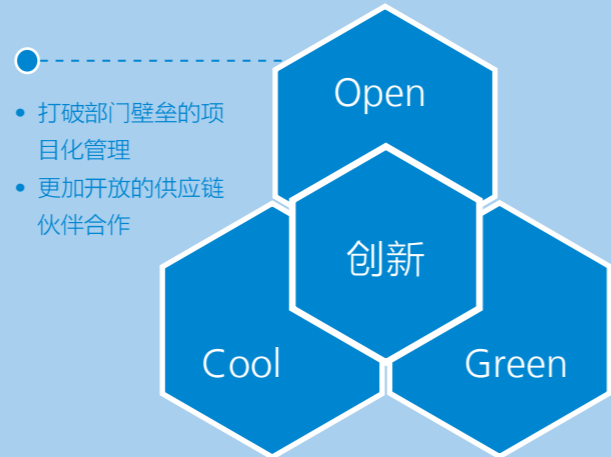 Open
• 打破部门壁垒的项
目化管理
• 更加开放的供应链
伙伴合作
创新
Cool
Green